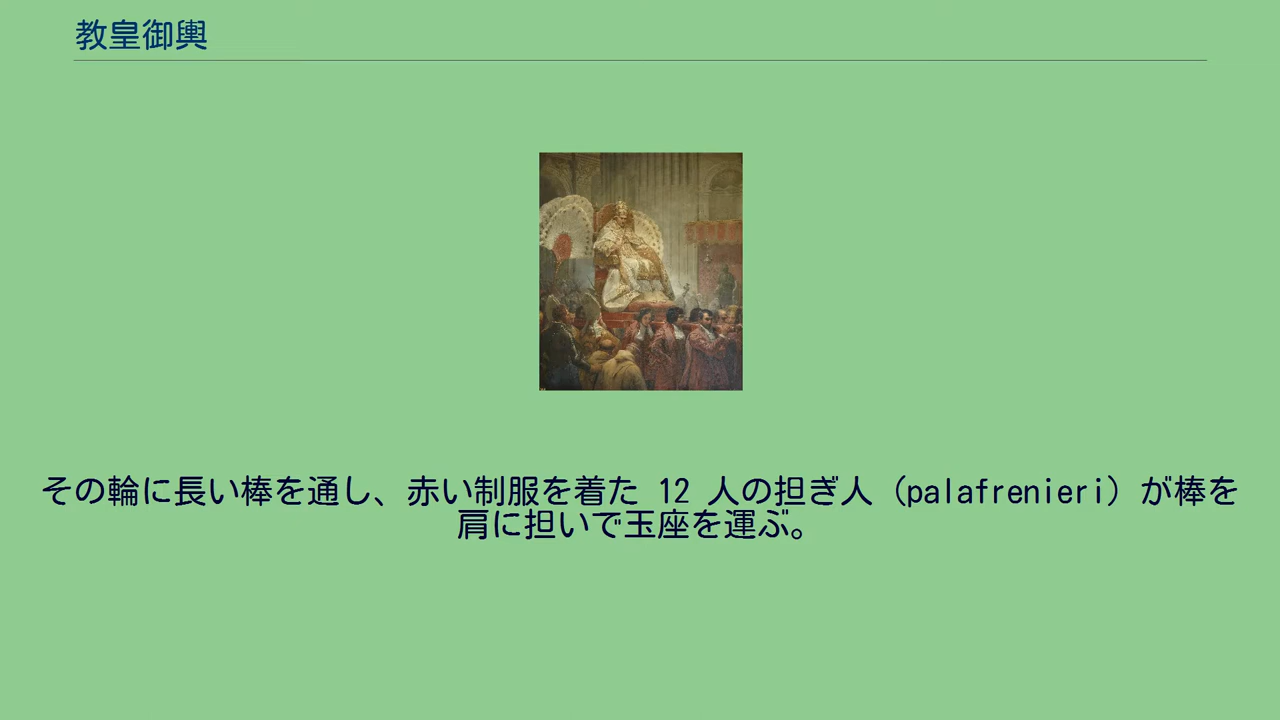 教皇御輿
その輪に長い棒を通し、赤い制服を着た 12 人の担ぎ人（palafrenieri）が棒を
肩に担いで玉座を運ぶ。